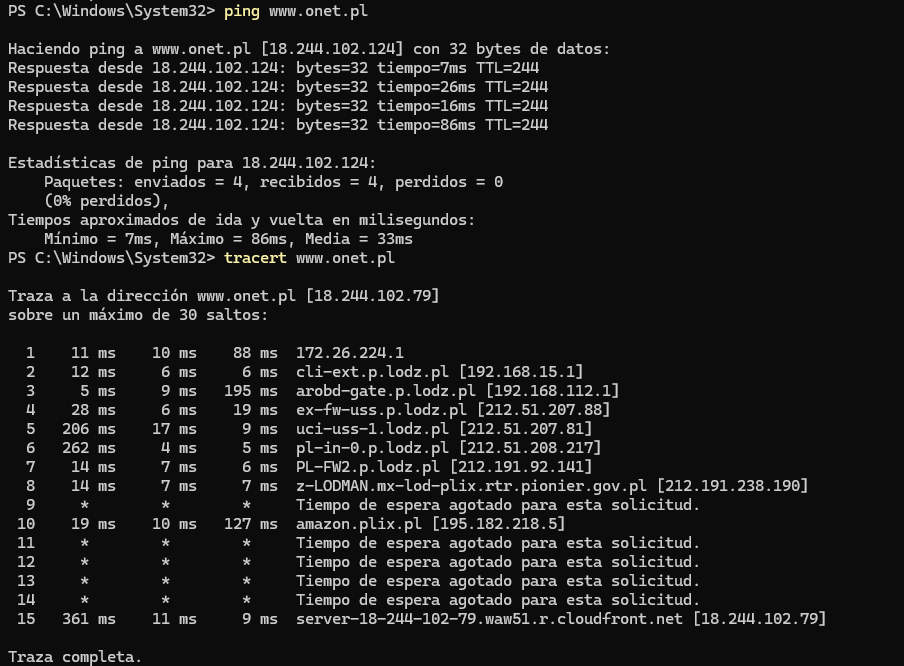 PS C:\Windows\System32> ping www.onet.pl
Haciendo ping a www.onet.pl [18.244.102.124] con 32 bytes de datos:
Respuesta desde 18.244.102.124: bytes=32 tiempo=7ms TTL=244
Respuesta desde 18.244.102.124: bytes=32 tiempo=26ms TTL=244
Respuesta desde 18.244.102.124: bytes=32 tiempo=16ms TTL=244
Respuesta desde 18.244.102.124: bytes=32 tiempo=86ms TTL=244
Estadísticas de ping para 18.244.102.124:
    Paquetes: enviados = 4, recibidos = 4, perdidos = 0
    (0% perdidos),
Tiempos aproximados de ida y vuelta en milisegundos:
    Mínimo = 7ms, Máximo = 86ms, Media = 33ms
PS C:\Windows\System32> tracert www.onet.pl
Traza a la dirección www.onet.pl [18.244.102.79]
sobre un máximo de 30 saltos:
  1    11 ms    10 ms    88 ms  172.26.224.1
  2    12 ms     6 ms     6 ms  cli-ext.p.lodz.pl [192.168.15.1]
  3     5 ms     9 ms   195 ms  arobd-gate.p.lodz.pl [192.168.112.1]
  4    28 ms     6 ms    19 ms  ex-fw-uss.p.lodz.pl [212.51.207.88]
  5   206 ms    17 ms     9 ms  uci-uss-1.lodz.pl [212.51.207.81]
  6   262 ms     4 ms     5 ms  pl-in-0.p.lodz.pl [212.51.208.217]
  7    14 ms     7 ms     6 ms  PL-FW2.p.lodz.pl [212.191.92.141]
  8    14 ms     7 ms     7 ms  z-LODMAN.mx-lod-plix.rtr.pionier.gov.pl [212.191.238.190]
  9     *        *        *     Tiempo de espera agotado para esta solicitud.
 10    19 ms    10 ms   127 ms  amazon.plix.pl [195.182.218.5]
 11     *        *        *     Tiempo de espera agotado para esta solicitud.
 12     *        *        *     Tiempo de espera agotado para esta solicitud.
 13     *        *        *     Tiempo de espera agotado para esta solicitud.
 14     *        *        *     Tiempo de espera agotado para esta solicitud.
 15   361 ms    11 ms     9 ms  server-18-244-102-79.waw51.r.cloudfront.net [18.244.102.79]
Traza completa.